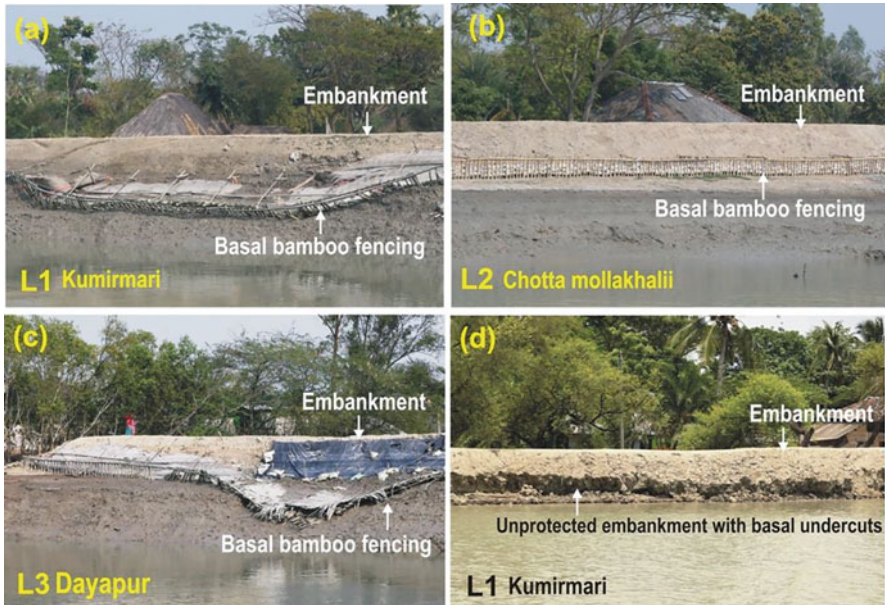 (a)
Embankment
Basal bamboo fencing
L1 Kumirmari
(b)
Embankment
Basal bamboo fencing
L2 Chotta mollakhalii
(c)
Embankment
Basal bamboo fencing
L3 Dayapur
(d)
Embankment
Unprotected embankment with basal undercuts
L1 Kumirmari